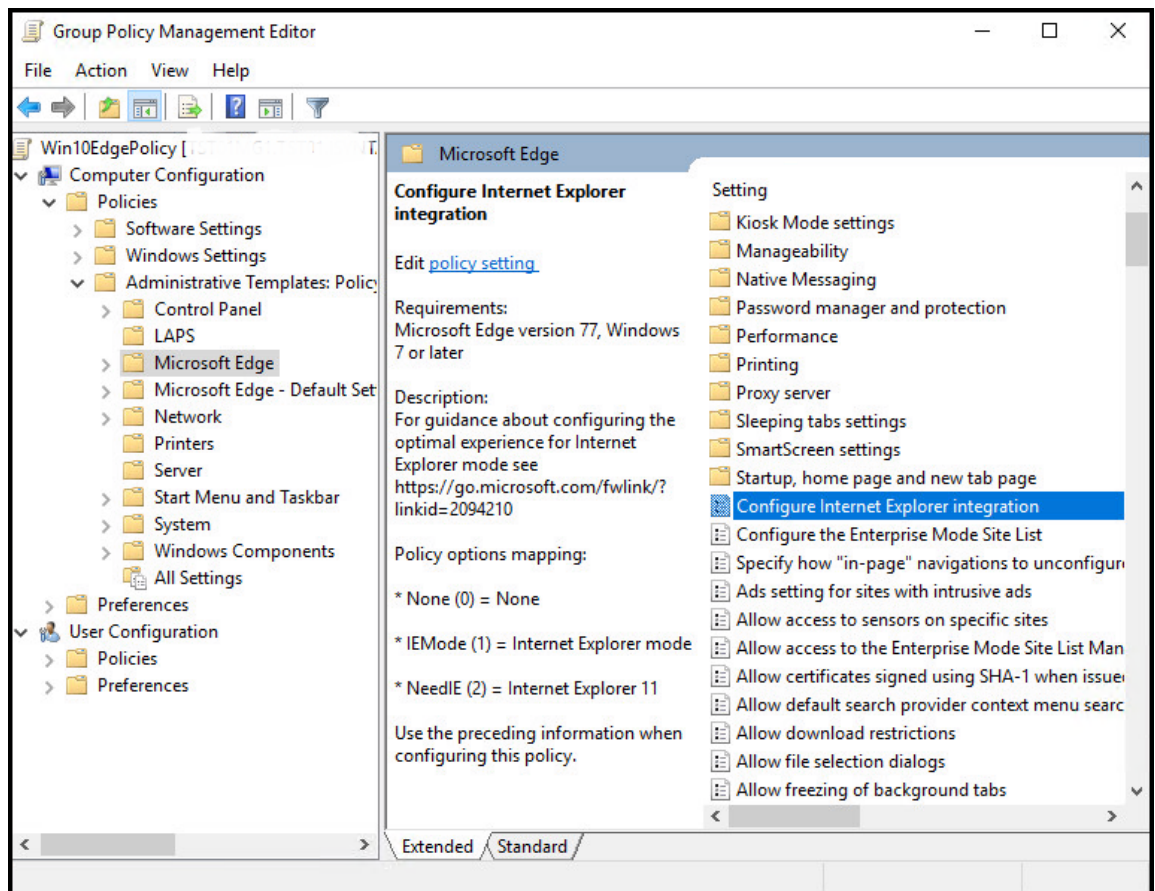 Group Policy Management Editor
File Action View Help
Win10EdgePolicy [
Computer Configuration
Policies
Software Settings
Windows Settings
Administrative Templates: Polic
Control Panel
LAPS
Microsoft Edge
Microsoft Edge - Default Set
Network
Printers
Server
Start Menu and Taskbar
System
Windows Components
All Settings
Preferences
User Configuration
Policies
Preferences
Microsoft Edge
Configure Internet Explorer
integration
Edit policy setting
Requirements:
Microsoft Edge version 77, Windows
7 or later
Description:
For guidance about configuring the
optimal experience for Internet
Explorer mode see
https://go.microsoft.com/fwlink/?
linkid=2094210
Policy options mapping:
* None (0) = None
* IEMode (1) = Internet Explorer mode
* NeedIE (2) = Internet Explorer 11
Use the preceding information when
configuring this policy.
Setting
Kiosk Mode settings
Manageability
Native Messaging
Password manager and protection
Performance
Printing
Proxy server
Sleeping tabs settings
SmartScreen settings
Startup, home page and new tab page
Configure Internet Explorer integration
Configure the Enterprise Mode Site List
Specify how "in-page" navigations to unconfigur
Ads setting for sites with intrusive ads
Allow access to sensors on specific sites
Allow access to the Enterprise Mode Site List Man
Allow certificates signed using SHA-1 when issue
Allow default search provider context menu searc
Allow download restrictions
Allow file selection dialogs
Allow freezing of background tabs
Extended Standard